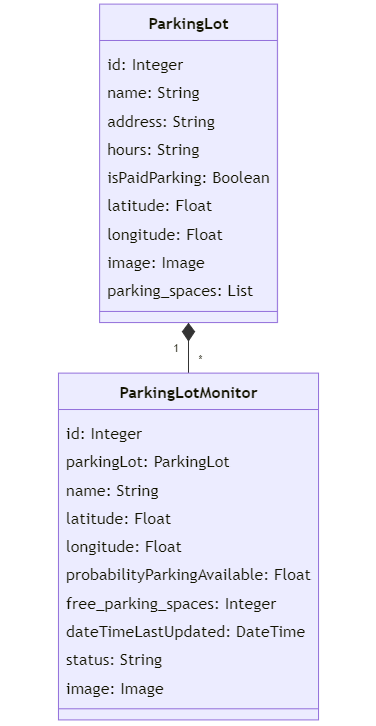 ParkingLot
id: Integer
name: String
address: String
hours: String
isPaidParking: Boolean
latitude: Float
longitude: Float
image: Image
parking_spaces: List
1
*
ParkingLotMonitor
id: Integer
parkingLot: ParkingLot
name: String
latitude: Float
longitude: Float
probabilityParkingAvailable: Float
free_parking_spaces: Integer
dateTimeLastUpdated: DateTime
status: String
image: Image